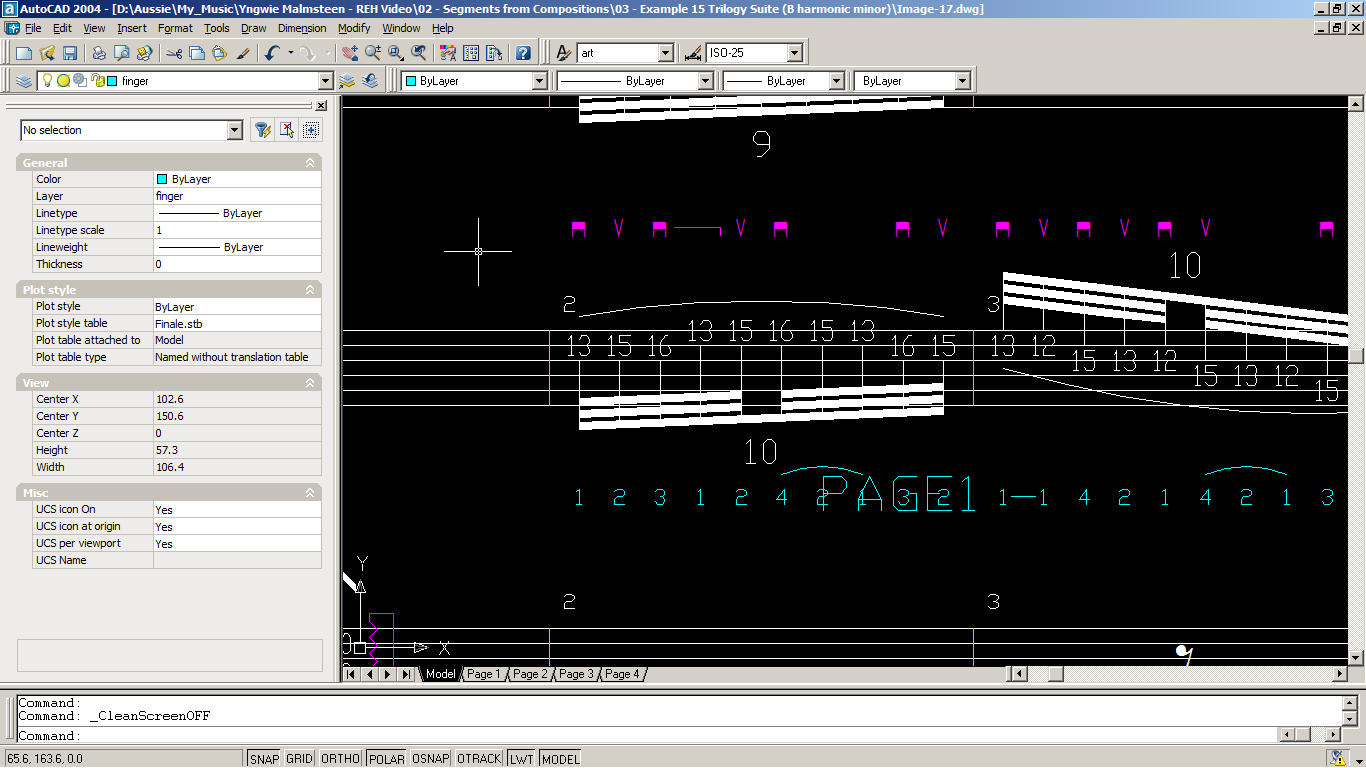 AutoCAD 2004 - [D:\Aussie\My_Music\Yngwie Malmsteen - REH Video\02 - Segments from Compositions\03 - Example 15 Trilogy Suite (B harmonic minor)\Image-17.dwg]
File Edit View Insert Format Tools Draw Dimension Modify Window Help
art ISO-25
finger ByLayer ByLayer ByLayer ByLayer
No selection
General
Color ByLayer
Layer finger
Linetype ByLayer
Linetype scale 1
Lineweight ByLayer
Thickness 0
Plot style
Plot style ByLayer
Plot style table Finale.stb
Plot table attached to Model
Plot table type Named without translation table
View
Center X 102.6
Center Y 150.6
Center Z 0
Height 57.3
Width 106.4
Misc
UCS icon On Yes
UCS icon at origin Yes
UCS per viewport Yes
UCS Name
9
V V V V V V
10
2 3
13 15 16 13 15 16 15 13 16 15 13 12 15 13 12 15 13 12 15
10
PAGE1
1 2 3 1 2 4 2 1 3 2 1—1 4 2 1 4 2 1 3
Y
2 3
X
Model Page 1 Page 2 Page 3 Page 4
Command:
Command: _CleanScreenOFF
Command:
65.6, 163.6, 0.0 SNAP GRID ORTHO POLAR OSNAP OTRACK LWT MODEL